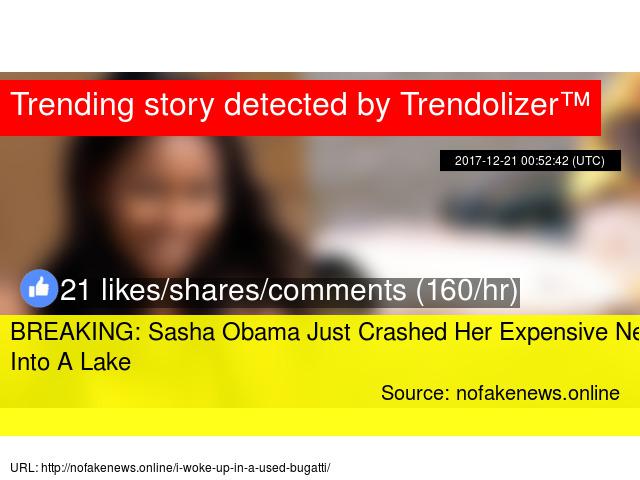 Trending story detected by Trendolizer™
2017-12-21 00:52:42 (UTC)
21 likes/shares/comments (160/hr)
BREAKING: Sasha Obama Just Crashed Her Expensive Ne
Into A Lake
Source: nofakenews.online
URL: http://nofakenews.online/i-woke-up-in-a-used-bugatti/